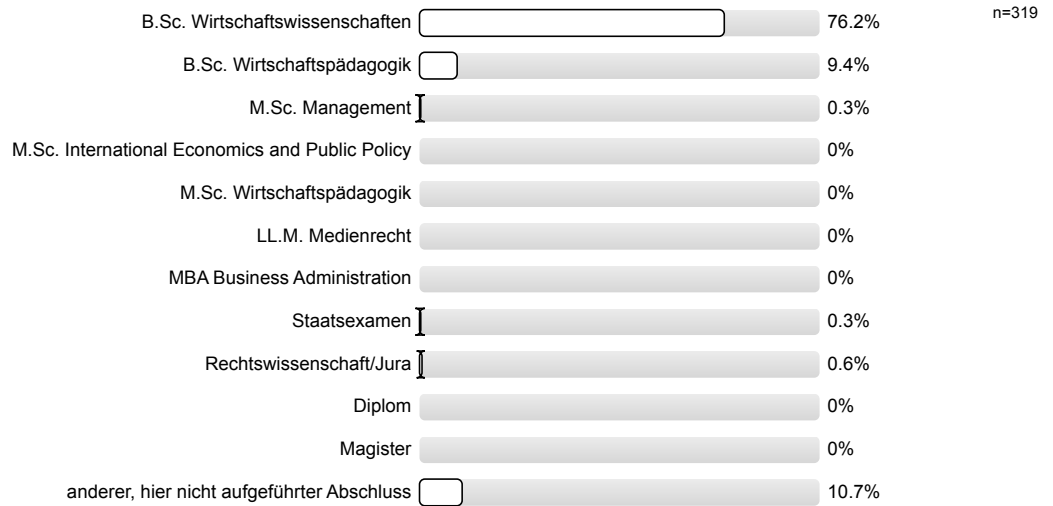 B.Sc. Wirtschaftswissenschaften 76.2% n=319
B.Sc. Wirtschaftspädagogik 9.4%
M.Sc. Management 0.3%
M.Sc. International Economics and Public Policy 0%
M.Sc. Wirtschaftspädagogik 0%
LL.M. Medienrecht 0%
MBA Business Administration 0%
Staatsexamen 0.3%
Rechtswissenschaft/Jura 0.6%
Diplom 0%
Magister 0%
anderer, hier nicht aufgeführter Abschluss 10.7%